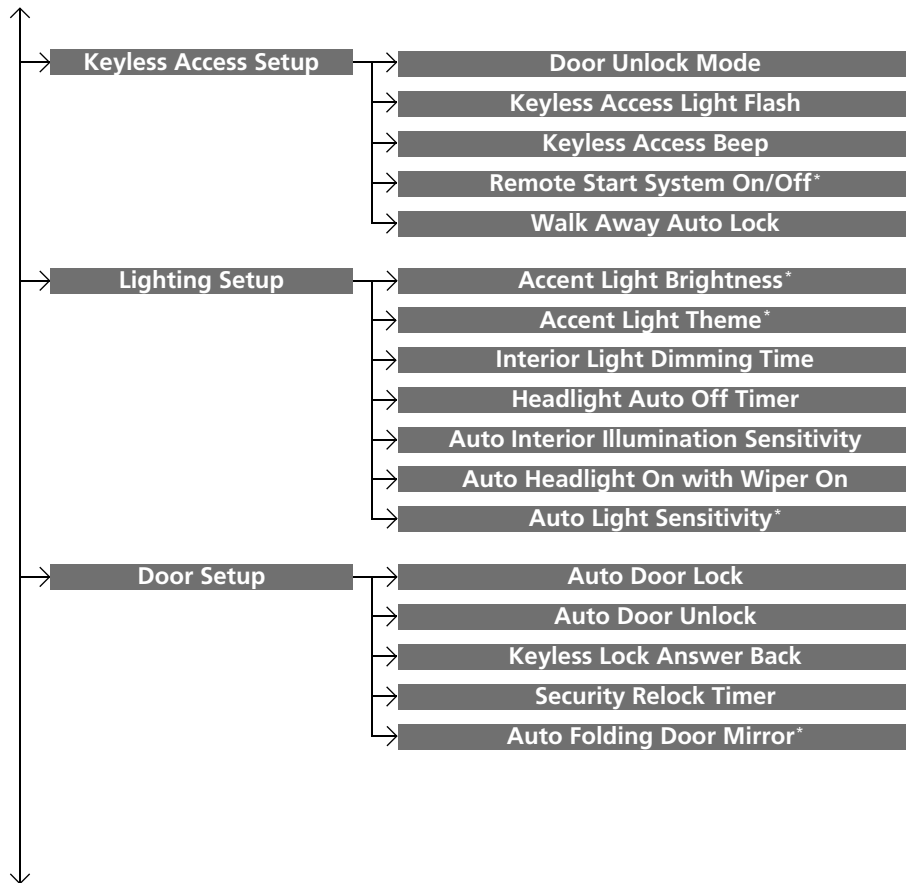 Keyless Access Setup
Door Unlock Mode
Keyless Access Light Flash
Keyless Access Beep
Remote Start System On/Off*
Walk Away Auto Lock
Lighting Setup
Accent Light Brightness*
Accent Light Theme*
Interior Light Dimming Time
Headlight Auto Off Timer
Auto Interior Illumination Sensitivity
Auto Headlight On with Wiper On
Auto Light Sensitivity*
Door Setup
Auto Door Lock
Auto Door Unlock
Keyless Lock Answer Back
Security Relock Timer
Auto Folding Door Mirror*